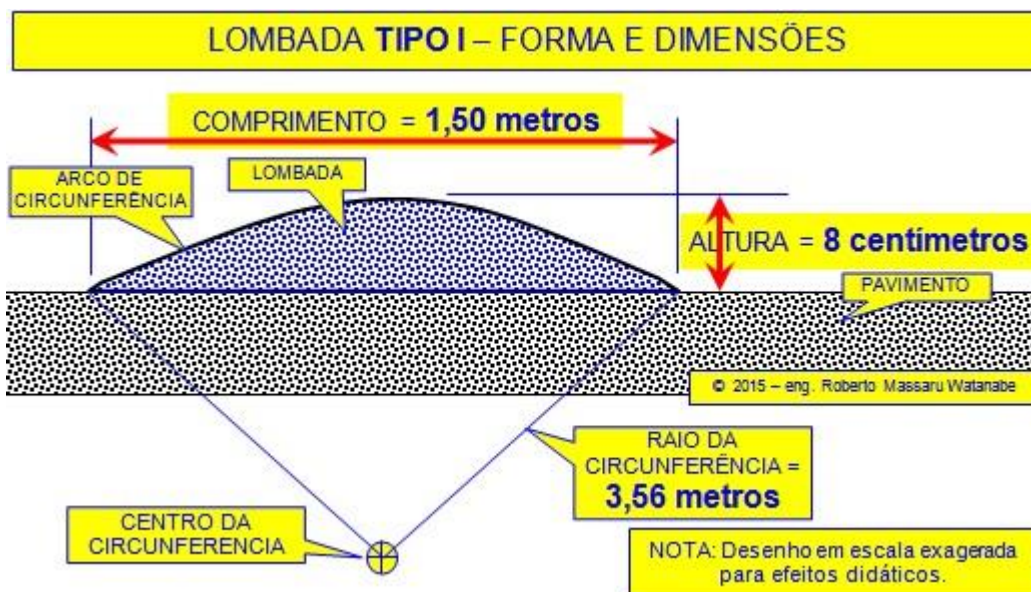 LOMBADA TIPO I – FORMA E DIMENSÕES
COMPRIMENTO = 1,50 metros
ARCO DE
CIRCUNFERÊNCIA
LOMBADA
ALTURA = 8 centímetros
PAVIMENTO
© 2015 – eng. Roberto Massaru Watanabe
RAIO DA
CIRCUNFERÊNCIA =
3,56 metros
CENTRO DA
CIRCUNFERENCIA
NOTA: Desenho em escala exagerada
para efeitos didáticos.